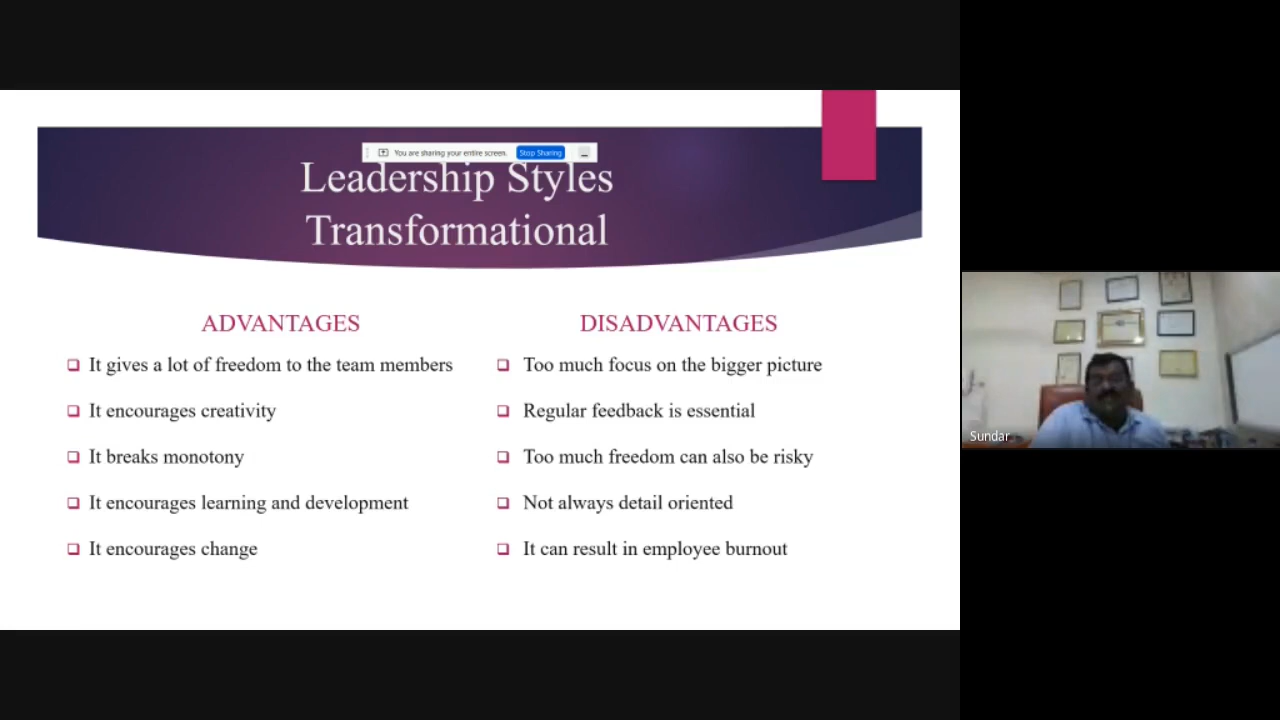 You are sharing your entire screen. Stop Sharing
Leadership Styles
Transformational
ADVANTAGES
It gives a lot of freedom to the team members
It encourages creativity
It breaks monotony
It encourages learning and development
It encourages change
DISADVANTAGES
Too much focus on the bigger picture
Regular feedback is essential
Too much freedom can also be risky
Not always detail oriented
It can result in employee burnout
Sundar